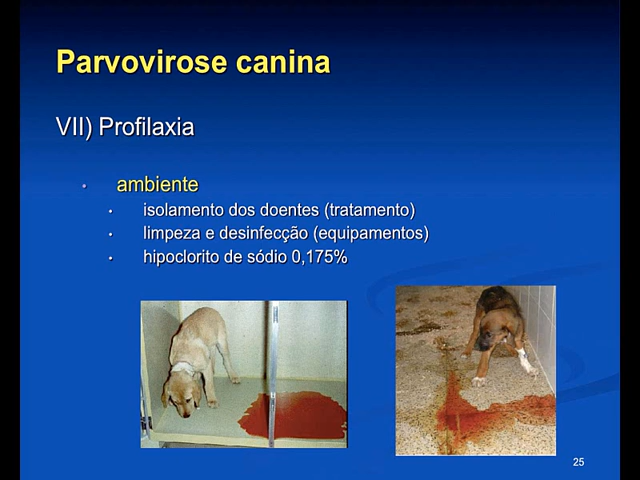 Parvovirose canina
VII) Profilaxia
ambiente
isolamento dos doentes (tratamento)
limpeza e desinfecção (equipamentos)
hipoclorito de sódio 0,175%
25